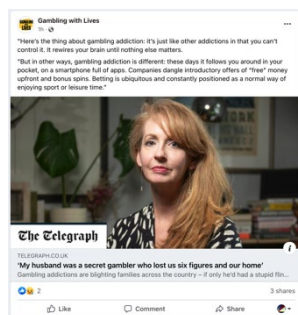 Gambling with Lives
1h ·
"Here's the thing about gambling addiction: it's just like other addictions in that you can't
control it. It rewires your brain until nothing else matters.
"But in other ways, gambling addiction is different: these days it follows you around in your
pocket, on a smartphone full of apps. Companies dangle introductory offers of "free" money
upfront and bonus spins. Betting is ubiquitous and constantly positioned as a normal way of
enjoying sport or leisure time."
The Telegraph
TELEGRAPH.CO.UK
'My husband was a secret gambler who lost us six figures and our home'
Gambling addictions are blighting families across the country – if only he'd had a stupid flin...
2
3 shares
Like
Comment
Share